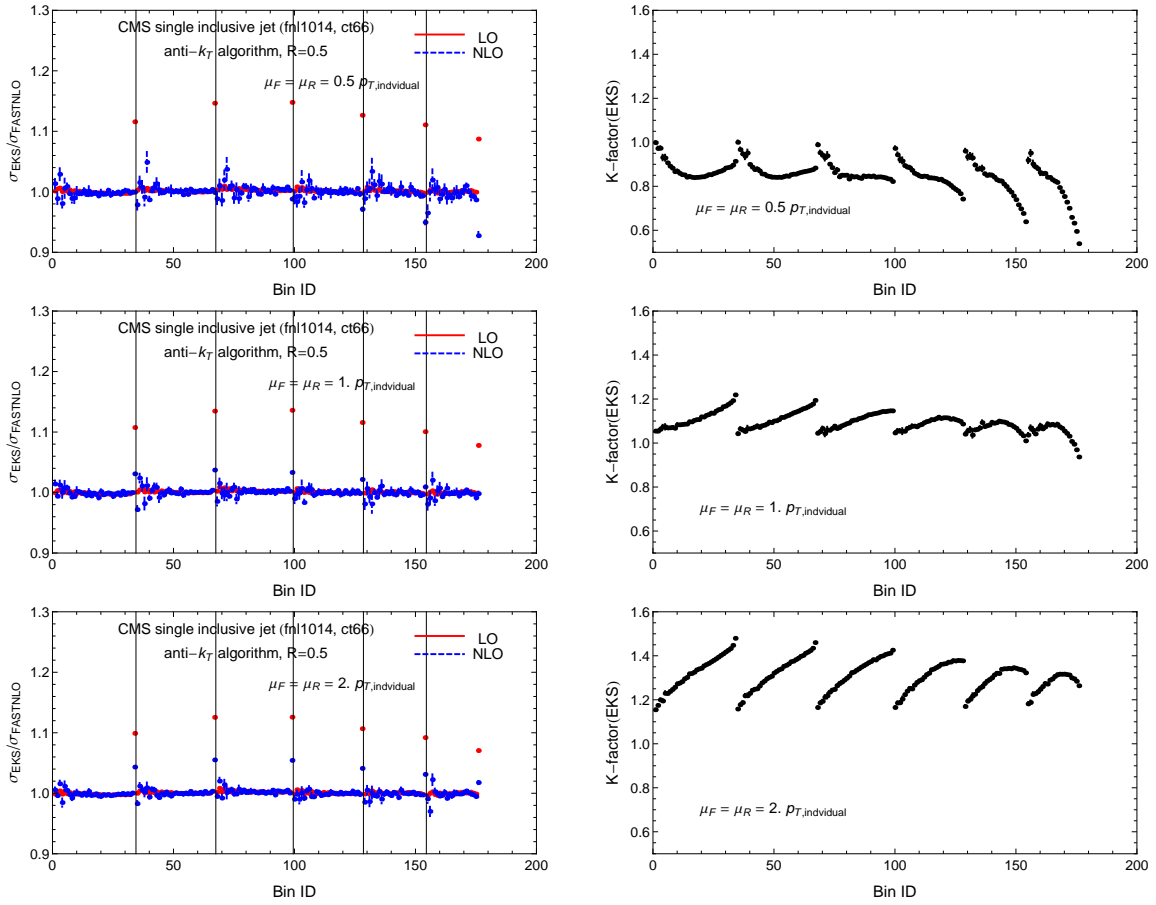 CMS single inclusive jet (fnl1014, ct66)
anti−k_T algorithm, R=0.5
μ_F = μ_R = 0.5 p_T,indvidual
LO
NLO
σ_EKS/σ_FASTNLO
1.3
1.2
1.1
1.0
0.9
0 50 100 150 200
Bin ID
K−factor(EKS)
1.6
1.4
1.2
1.0
0.8
0.6
μ_F = μ_R = 0.5 p_T,indvidual
0 50 100 150 200
Bin ID
CMS single inclusive jet (fnl1014, ct66)
anti−k_T algorithm, R=0.5
μ_F = μ_R = 1. p_T,indvidual
LO
NLO
σ_EKS/σ_FASTNLO
1.3
1.2
1.1
1.0
0.9
0 50 100 150 200
Bin ID
K−factor(EKS)
1.6
1.4
1.2
1.0
0.8
0.6
μ_F = μ_R = 1. p_T,indvidual
0 50 100 150 200
Bin ID
CMS single inclusive jet (fnl1014, ct66)
anti−k_T algorithm, R=0.5
μ_F = μ_R = 2. p_T,indvidual
LO
NLO
σ_EKS/σ_FASTNLO
1.3
1.2
1.1
1.0
0.9
0 50 100 150 200
Bin ID
K−factor(EKS)
1.6
1.4
1.2
1.0
0.8
0.6
μ_F = μ_R = 2. p_T,indvidual
0 50 100 150 200
Bin ID